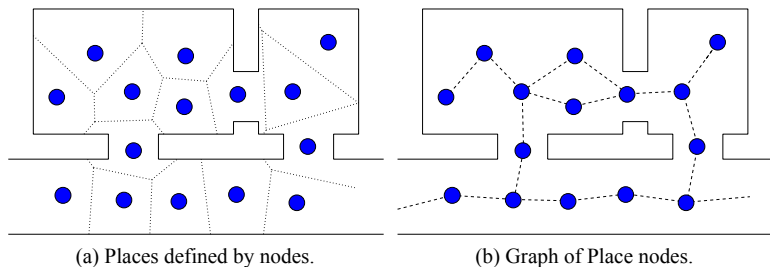 (a) Places defined by nodes.
(b) Graph of Place nodes.